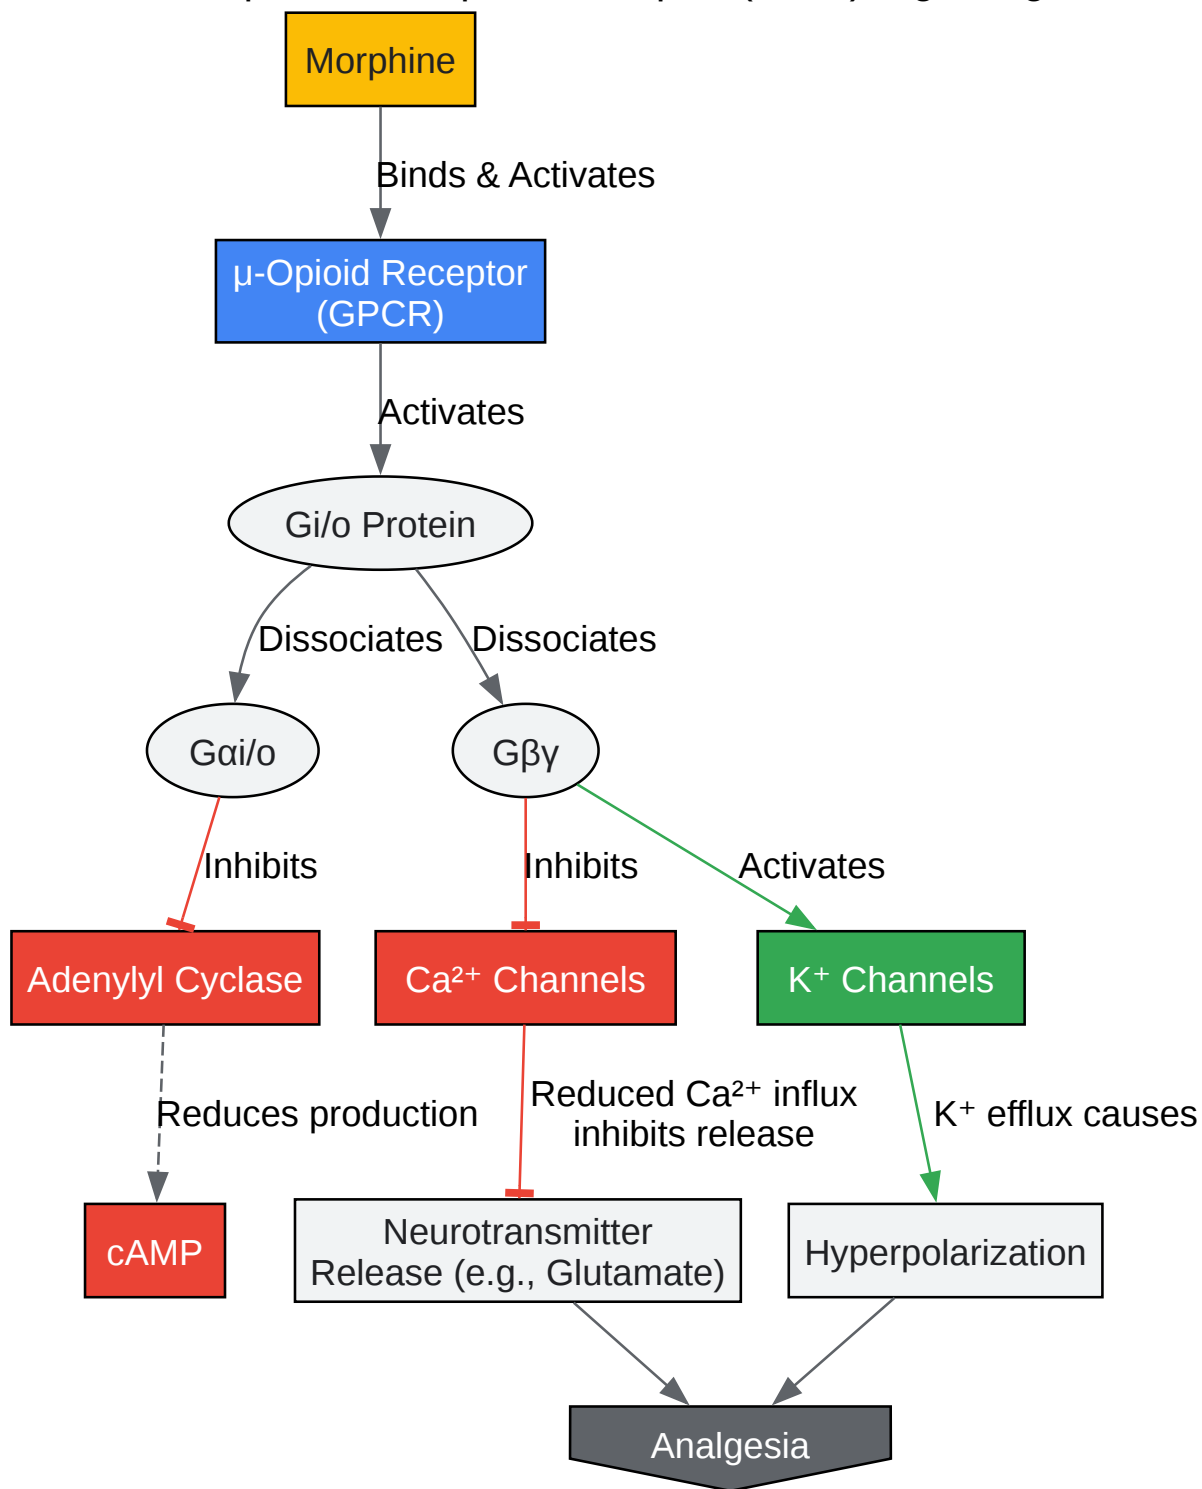 Morphine
Binds & Activates
μ-Opioid Receptor
(GPCR)
Activates
Gi/o Protein
Dissociates
Dissociates
Gαi/o
Gβγ
Inhibits
Inhibits
Activates
Adenylyl Cyclase
Ca²⁺ Channels
K⁺ Channels
Reduces production
Reduced Ca²⁺ influx
inhibits release
K⁺ efflux causes
cAMP
Neurotransmitter
Release (e.g., Glutamate)
Hyperpolarization
Analgesia